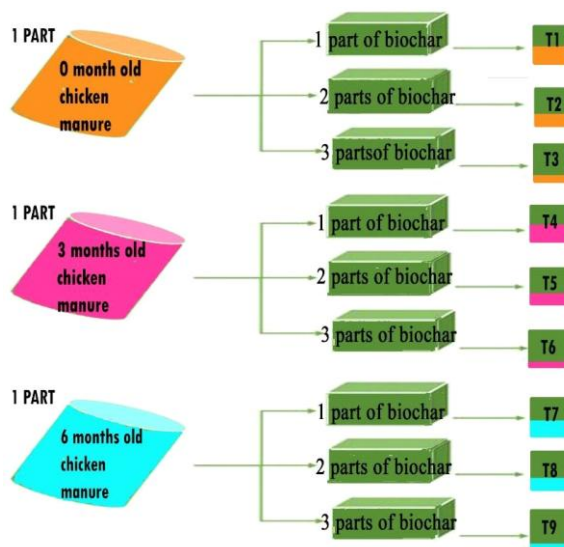 1 PART
0 month old
chicken
manure
1 part of biochar
T1
2 parts of biochar
T2
3 partsof biochar
T3
1 PART
3 months old
chicken
manure
1 part of biochar
T4
2 parts of biochar
T5
3 part of biochar
T6
1 PART
6 months old
chicken
manure
1 part of biochar
T7
2 part of biochar
T8
3 part of biochar
T9